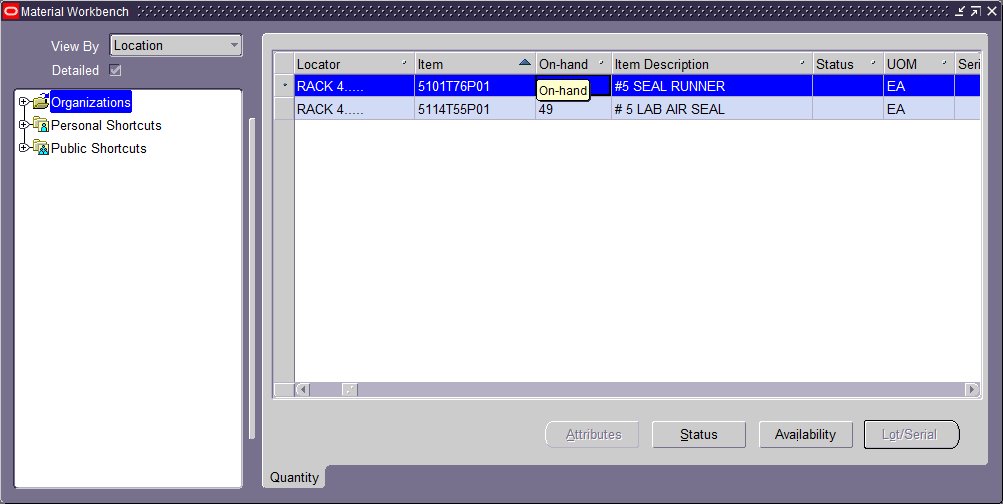 Material Workbench
View By Location
Detailed
Organizations
Personal Shortcuts
Public Shortcuts
Locator Item On-hand Item Description Status UOM Seri
RACK 4..... 5101T76P01 #5 SEAL RUNNER EA
On-hand
RACK 4..... 5114T55P01 49 # 5 LAB AIR SEAL EA
Attributes Status Availability Lot/Serial
Quantity